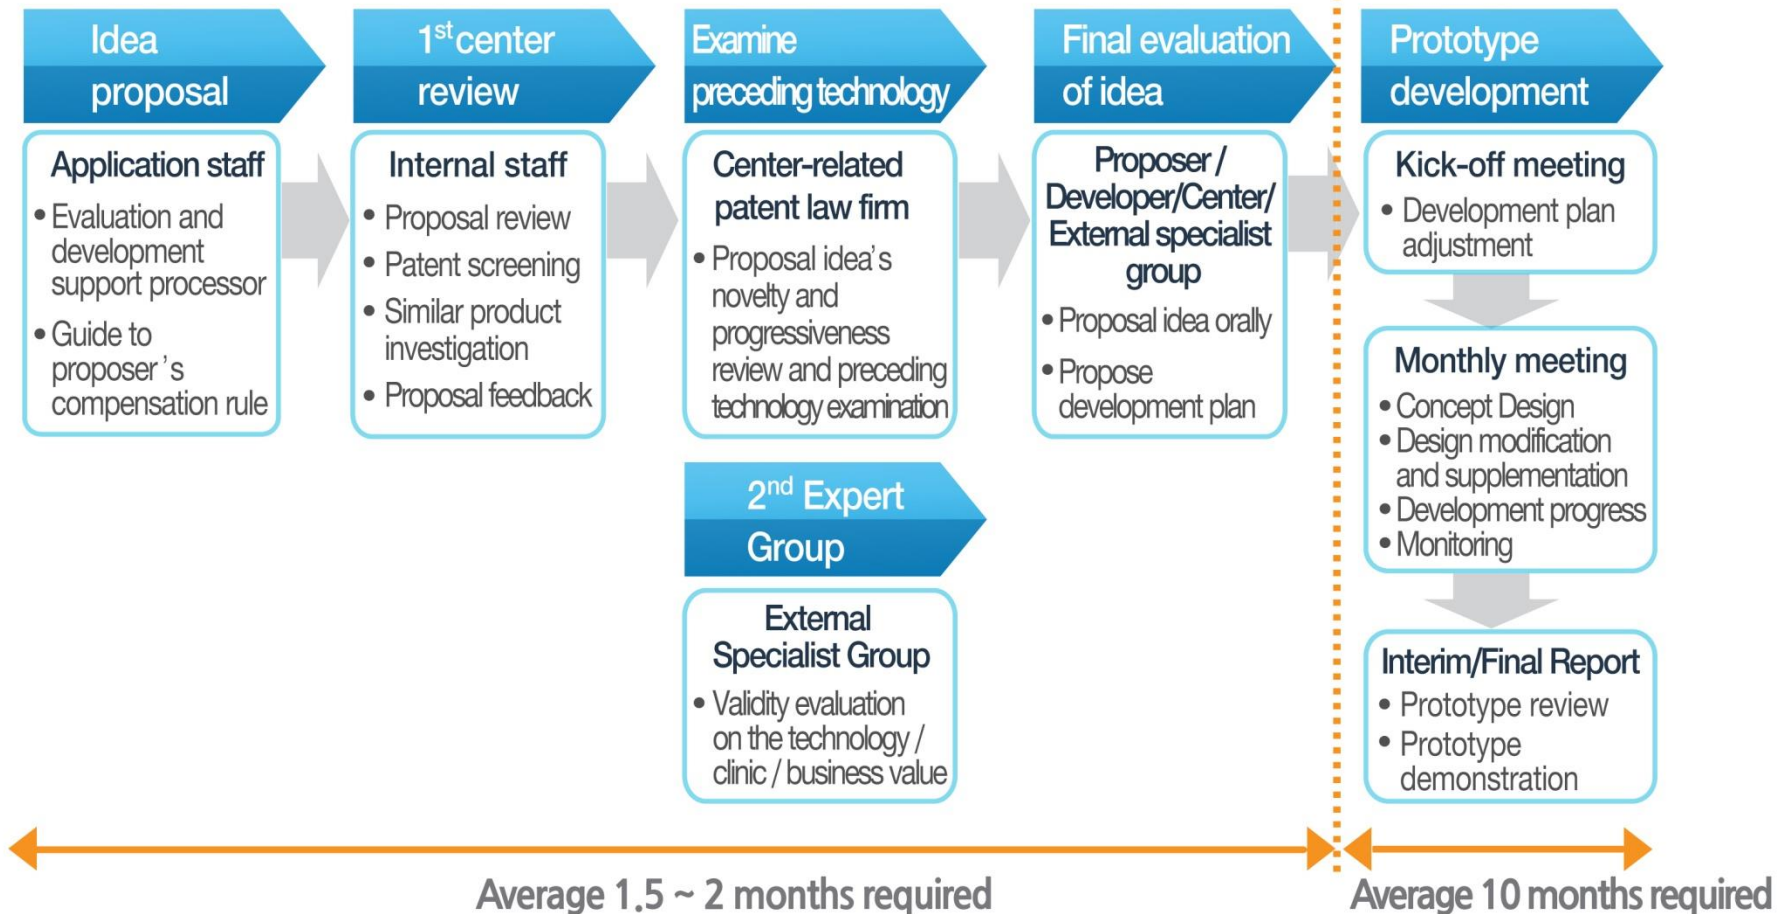 Idea
proposal
Application staff
• Evaluation and
development
support processor
• Guide to
proposer's
compensation rule
1st center
review
Internal staff
• Proposal review
• Patent screening
• Similar product
investigation
• Proposal feedback
Examine
preceding technology
Center-related
patent law firm
• Proposal idea's
novelty and
progressiveness
review and preceding
technology examination
2nd Expert
Group
External
Specialist Group
• Validity evaluation
on the technology /
clinic / business value
Final evaluation
of idea
Proposer /
Developer/Center/
External specialist
group
• Proposal idea orally
• Propose
development plan
Prototype
development
Kick-off meeting
• Development plan
adjustment
Monthly meeting
• Concept Design
• Design modification
and supplementation
• Development progress
• Monitoring
Interim/Final Report
• Prototype review
• Prototype
demonstration
Average 1.5 ~ 2 months required
Average 10 months required